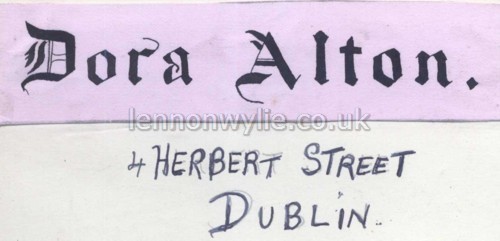 Dora Alton.
lennonwylie.co.uk
4 HERBERT STREET
DUBLIN.